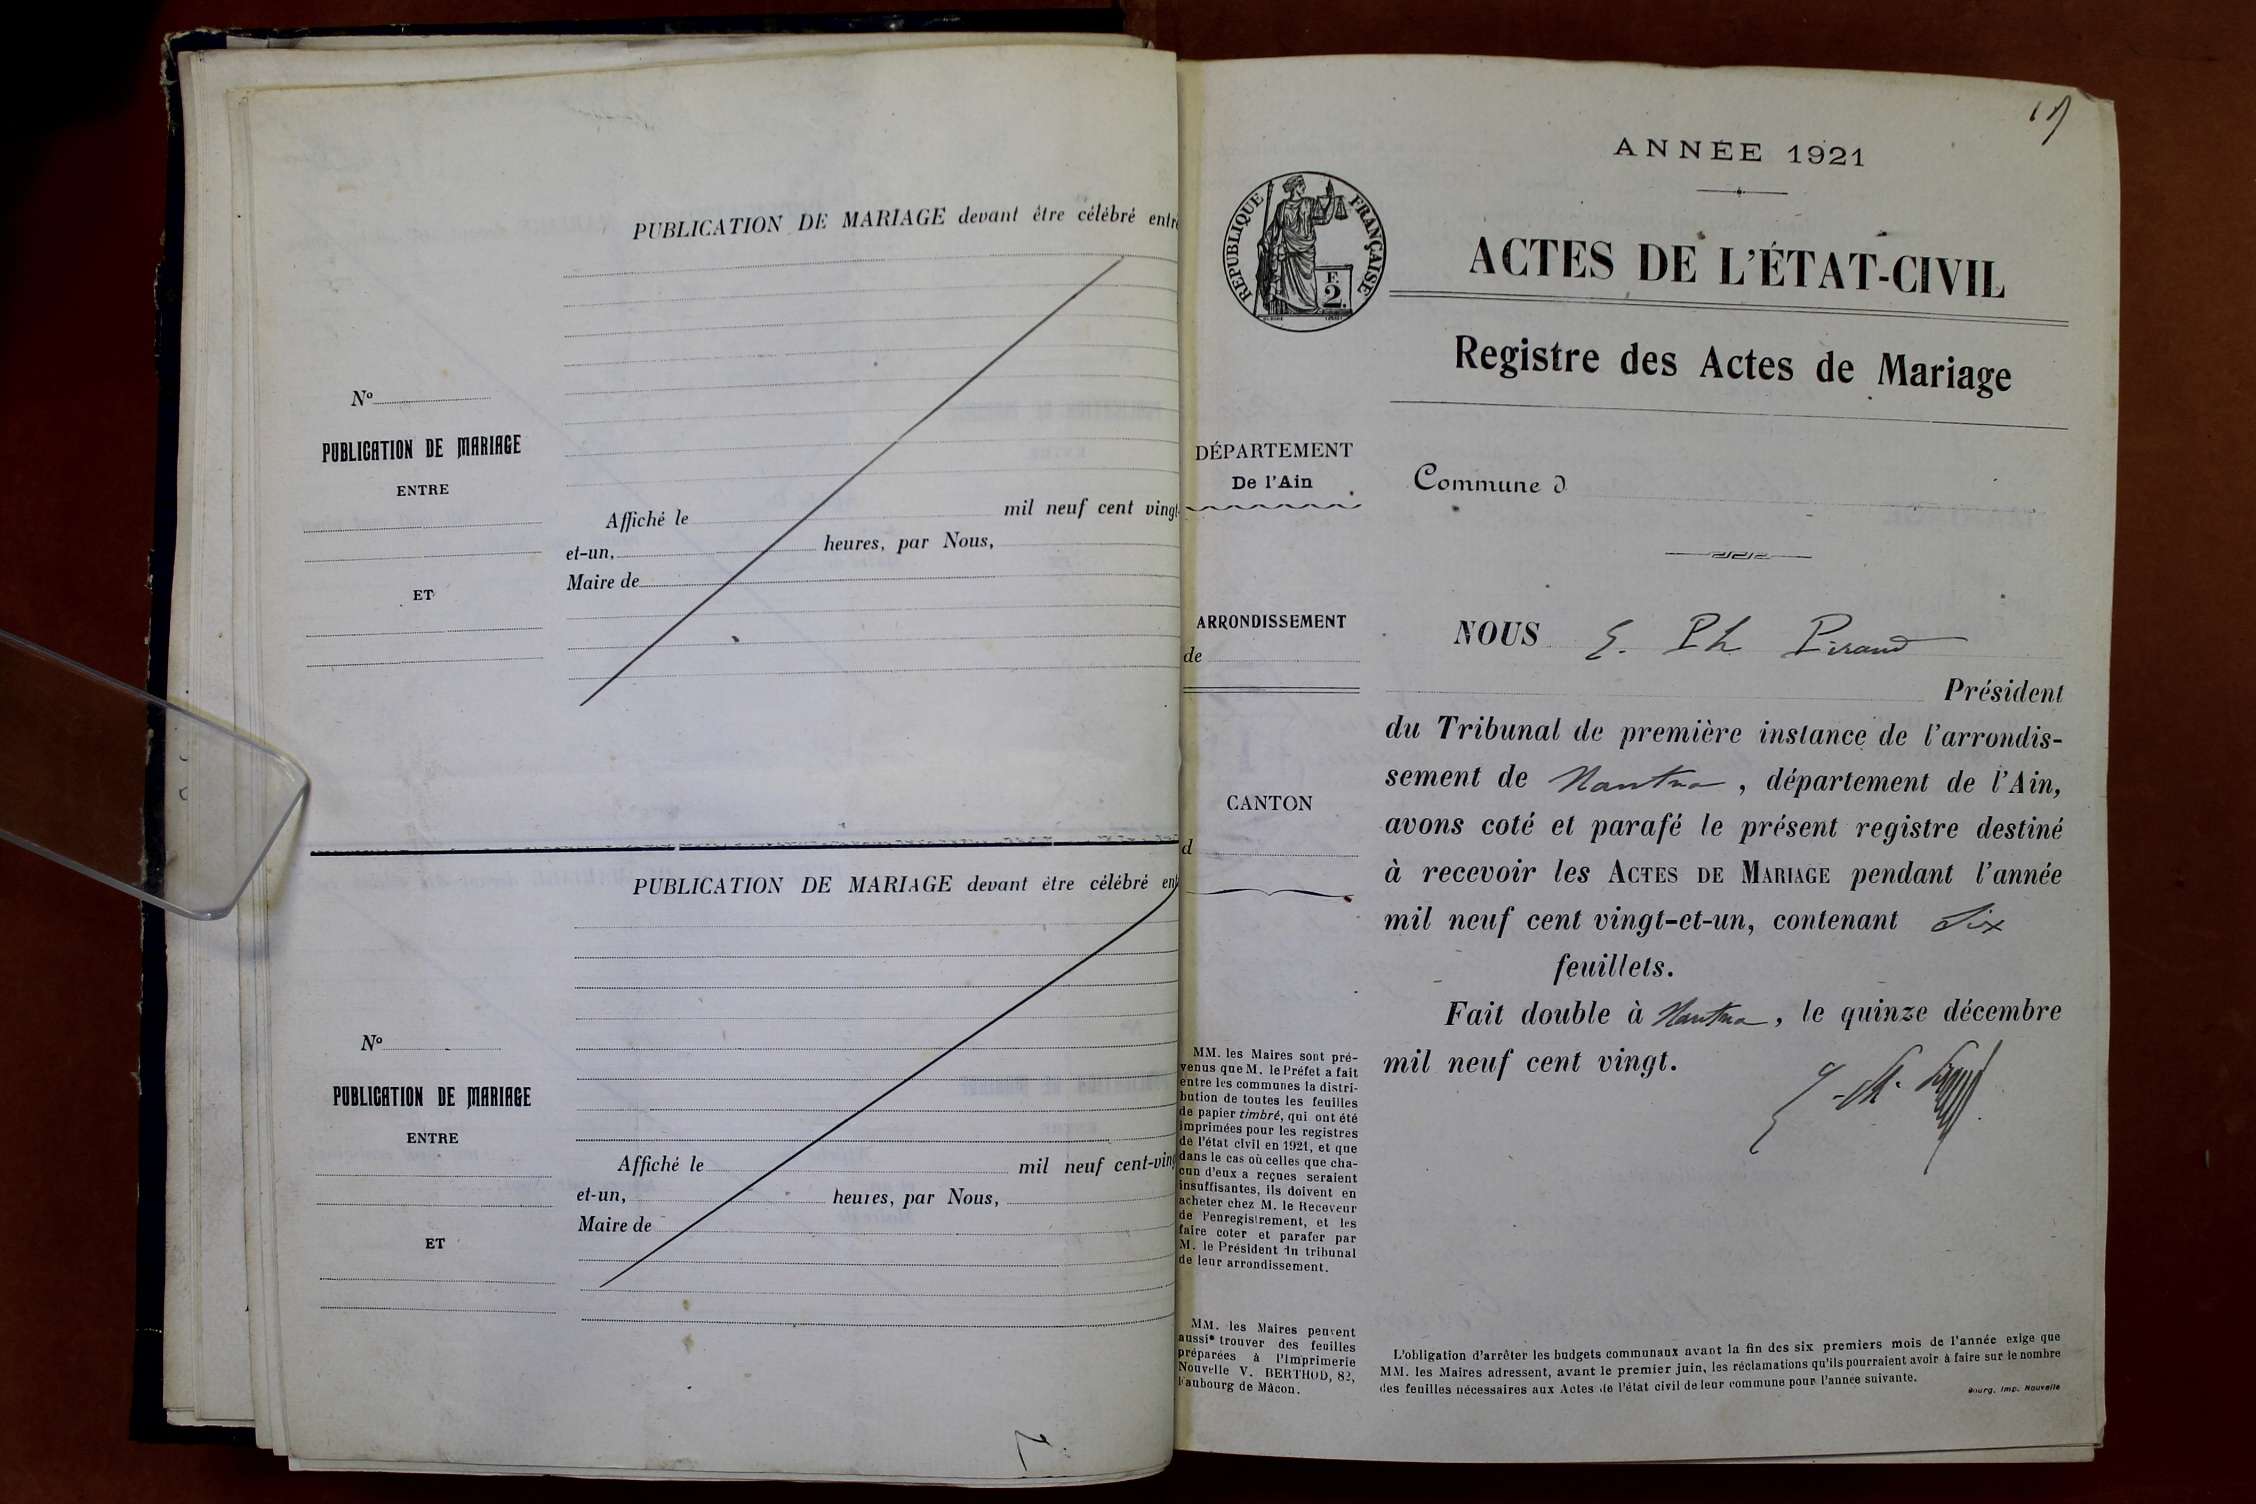 PUBLICATION DE MARIAGE devant être célébré entre
Nº
PUBLICATION DE MARIAGE
ENTRE
ET
Affiché le mil neuf cent vingt-
et-un, heures, par Nous,
Maire de
PUBLICATION DE MARIAGE devant être célébré ent
Nº
PUBLICATION DE MARIAGE
ENTRE
ET
Affiché le mil neuf cent-ving
et-un, heures, par Nous,
Maire de
ANNÉE 1921
RÉPUBLIQUE FRANÇAISE
F.
2.
ACTES DE L'ÉTAT-CIVIL
Registre des Actes de Mariage
DÉPARTEMENT
De l'Ain
Commune d
ARRONDISSEMENT
de
CANTON
d
NOUS E. Ph Piraud
Président
du Tribunal de première instance de l'arrondis-
sement de Nantua, département de l'Ain,
avons coté et parafé le présent registre destiné
à recevoir les ACTES DE MARIAGE pendant l'année
mil neuf cent vingt-et-un, contenant Six
feuillets.
Fait double à Nantua, le quinze décembre
mil neuf cent vingt.
MM. les Maires sont pré-
venus que M. le Préfet a fait
entre les communes la distri-
bution de toutes les feuilles
de papier timbré, qui ont été
imprimées pour les registres
de l'état civil en 1921, et que
dans le cas où celles que cha-
cun d'eux a reçues seraient
insuffisantes, ils doivent en
acheter chez M. le Receveur
de l'enregistrement, et les
faire coter et parafer par
M. le Président du tribunal
de leur arrondissement.
MM. les Maires peuvent
aussi trouver des feuilles
préparées à l'Imprimerie
Nouvelle V. BERTHOD, 82,
Faubourg de Mâcon.
L'obligation d'arrêter les budgets communaux avant la fin des six premiers mois de l'année exige que
MM. les Maires adressent, avant le premier juin, les réclamations qu'ils pourraient avoir à faire sur le nombre
des feuilles nécessaires aux Actes de l'état civil de leur commune pour l'année suivante.
Bourg, Imp. Nouvelle